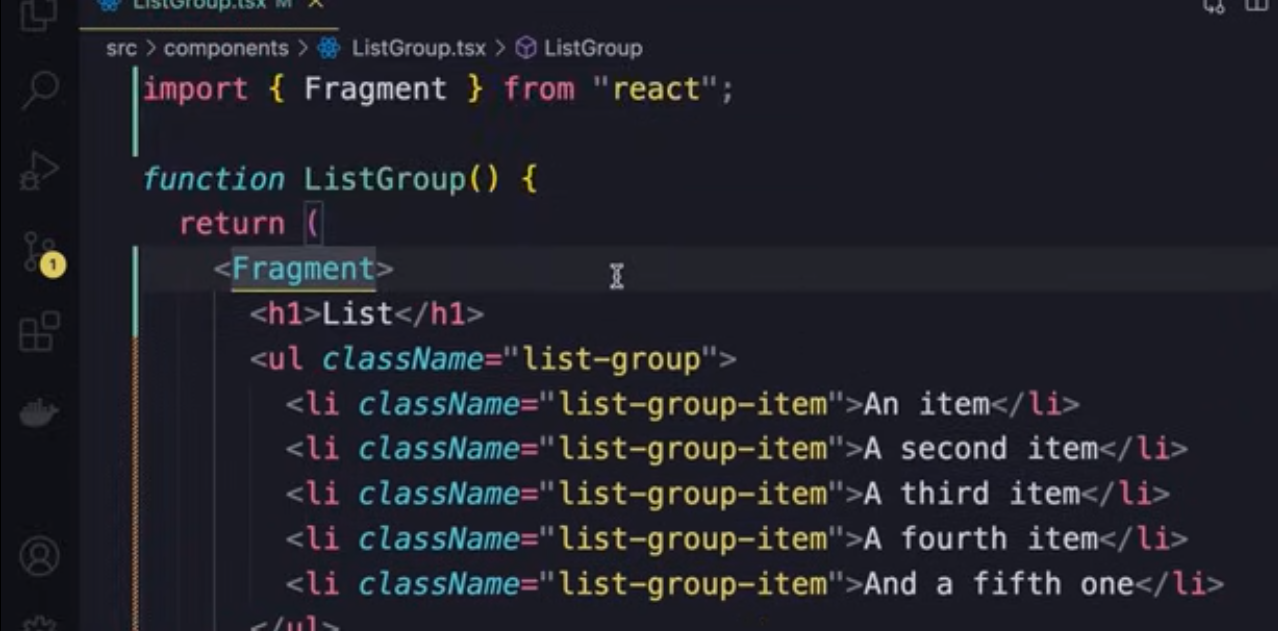 ListGroup.tsx M ×
src > components > ListGroup.tsx > ListGroup
import { Fragment } from "react";
function ListGroup() {
return (
<Fragment>
<h1>List</h1>
<ul className="list-group">
<li className="list-group-item">An item</li>
<li className="list-group-item">A second item</li>
<li className="list-group-item">A third item</li>
<li className="list-group-item">A fourth item</li>
<li className="list-group-item">And a fifth one</li>
</ul>
1